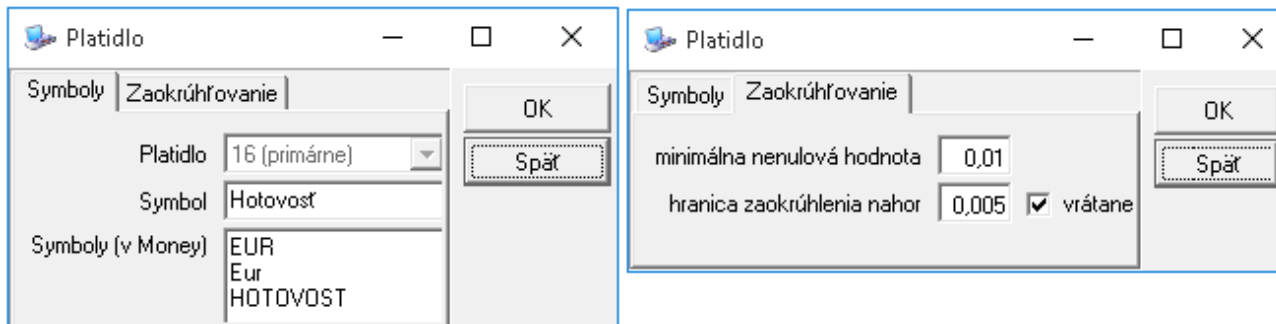 Platidlo
Symboly Zaokrúhľovanie
OK
Späť
Platidlo 16 (primárne)
Symbol Hotovosť
Symboly (v Money) EUR
Eur
HOTOVOST
Platidlo
Symboly Zaokrúhľovanie
OK
Späť
minimálna nenulová hodnota 0,01
hranica zaokrúhlenia nahor 0,005 vrátane